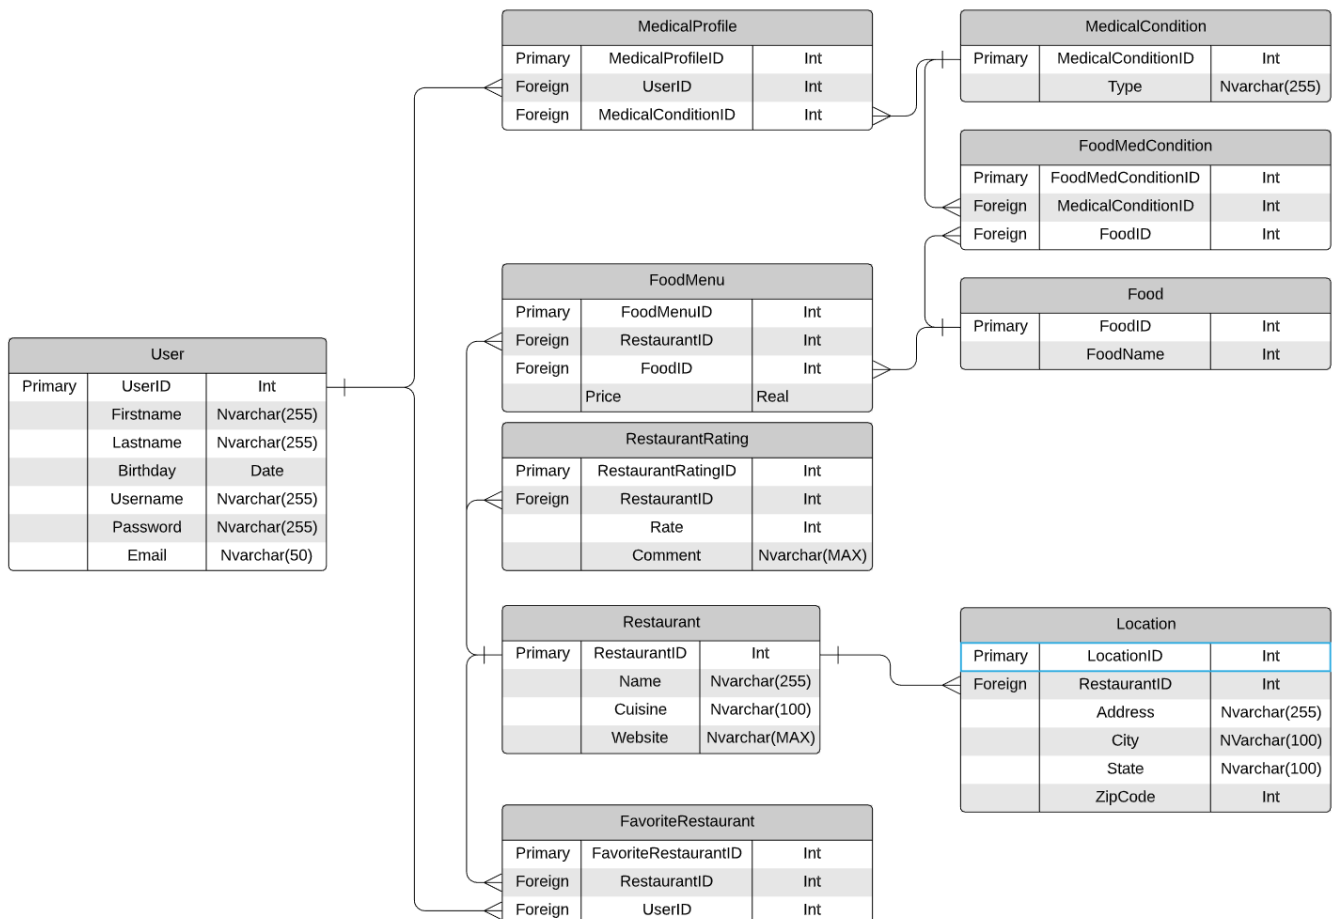 MedicalProfile
Primary MedicalProfileID Int
Foreign UserID Int
Foreign MedicalConditionID Int
MedicalCondition
Primary MedicalConditionID Int
Type Nvarchar(255)
FoodMedCondition
Primary FoodMedConditionID Int
Foreign MedicalConditionID Int
Foreign FoodID Int
FoodMenu
Primary FoodMenuID Int
Foreign RestaurantID Int
Foreign FoodID Int
Price Real
Food
Primary FoodID Int
FoodName Int
User
Primary UserID Int
Firstname Nvarchar(255)
Lastname Nvarchar(255)
Birthday Date
Username Nvarchar(255)
Password Nvarchar(255)
Email Nvarchar(50)
RestaurantRating
Primary RestaurantRatingID Int
Foreign RestaurantID Int
Rate Int
Comment Nvarchar(MAX)
Restaurant
Primary RestaurantID Int
Name Nvarchar(255)
Cuisine Nvarchar(100)
Website Nvarchar(MAX)
Location
Primary LocationID Int
Foreign RestaurantID Int
Address Nvarchar(255)
City NVarchar(100)
State Nvarchar(100)
ZipCode Int
FavoriteRestaurant
Primary FavoriteRestaurantID Int
Foreign RestaurantID Int
Foreign UserID Int